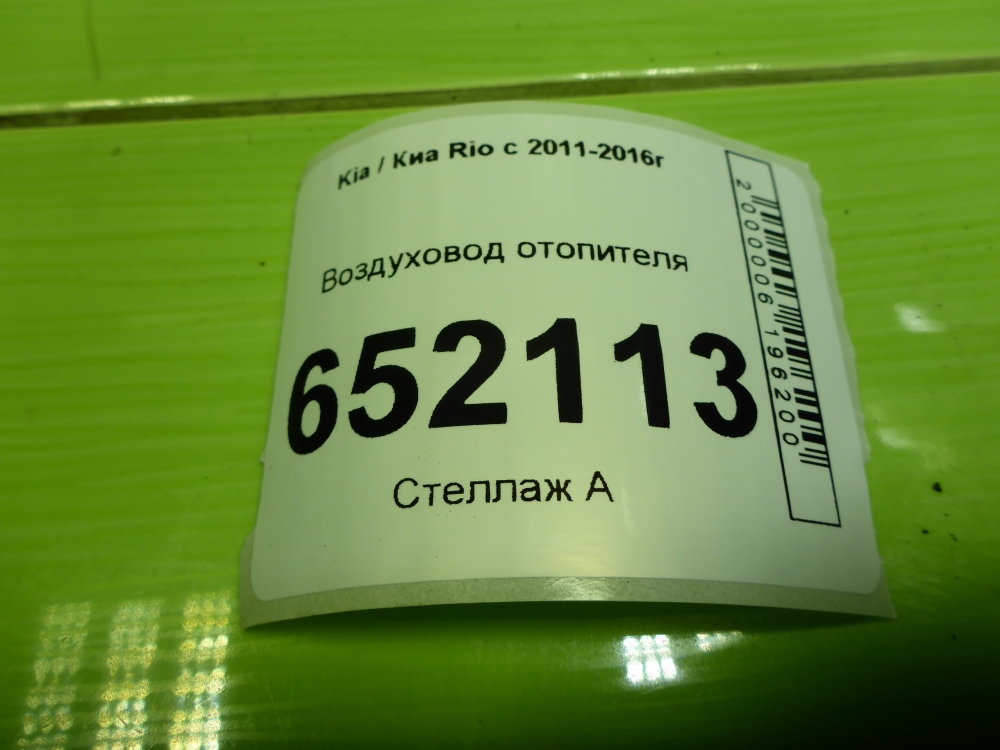 Kia / Киа Rio с 2011-2016г
Воздуховод отопителя
652113
Стеллаж А
2000006196200